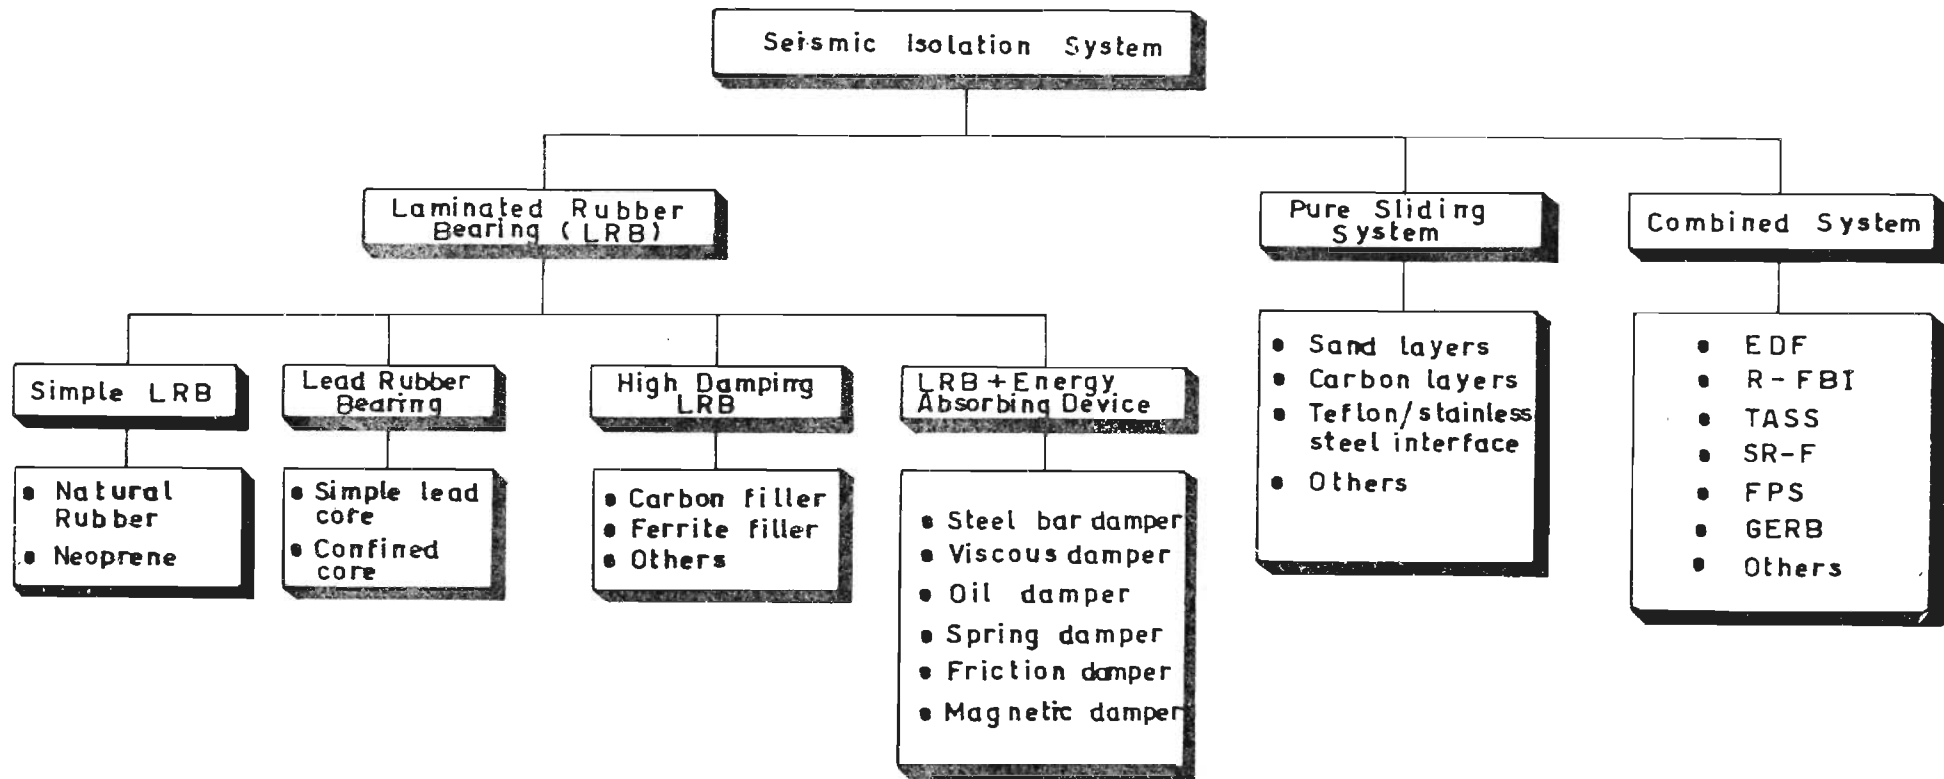 Seismic Isolation System
Laminated Rubber
Bearing (LRB)
Pure Sliding
System
Combined System
Simple LRB
Lead Rubber
Bearing
High Damping
LRB
LRB + Energy
Absorbing Device
• Natural
Rubber
• Neoprene
• Simple lead
core
• Confined
core
• Carbon filler
• Ferrite filler
• Others
• Steel bar damper
• Viscous damper
• Oil damper
• Spring damper
• Friction damper
• Magnetic damper
• Sand layers
• Carbon layers
• Teflon/stainless
steel interface
• Others
• EDF
• R-FBI
• TASS
• SR-F
• FPS
• GERB
• Others